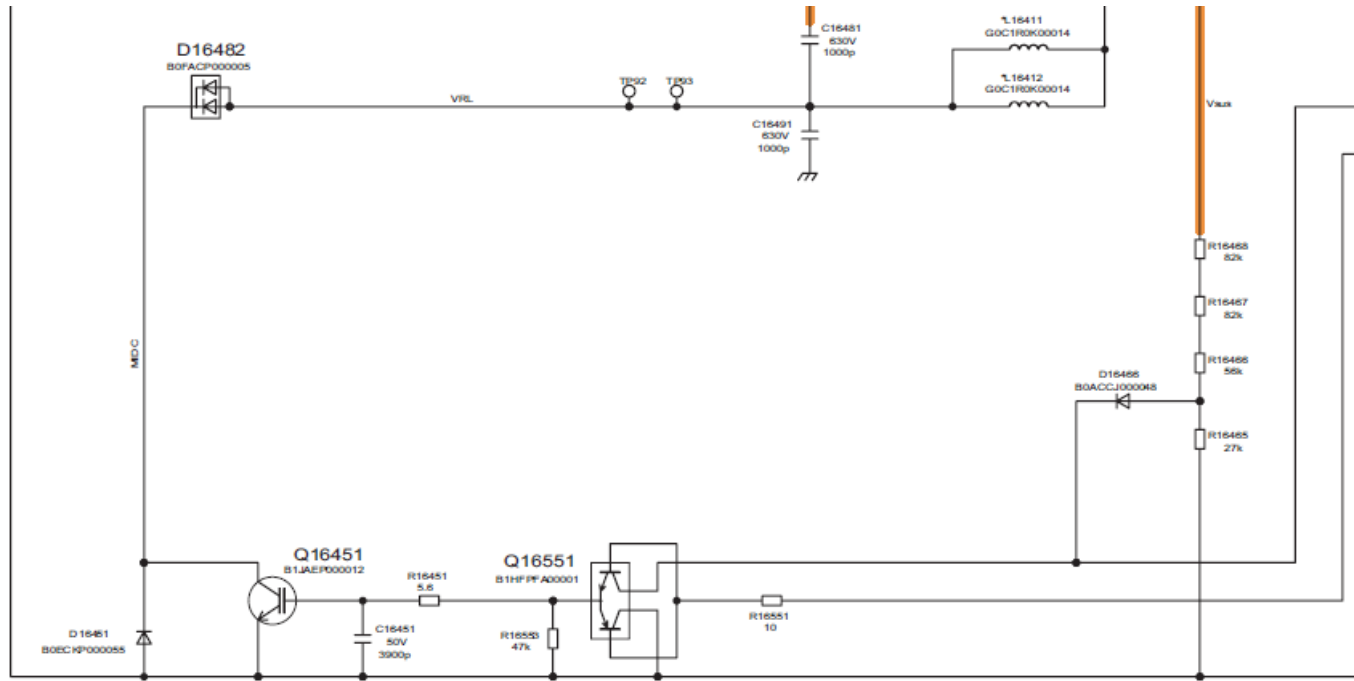 C16481
630V
1000p
*L16411
G0C1R0K00014
D16482
B0FACP000005
*L16412
G0C1R0K00014
TP92
TP93
VRL
Vsus
C16491
630V
1000p
R16468
82k
R16467
82k
MIDC
R16466
56k
D16466
B0ACCJ000048
R16465
27k
Q16451
B1JAEP000012
Q16551
B1HFPFA00001
R16451
5.6
R16551
10
D16461
B0ECKP000055
C16451
50V
3900p
R16553
47k